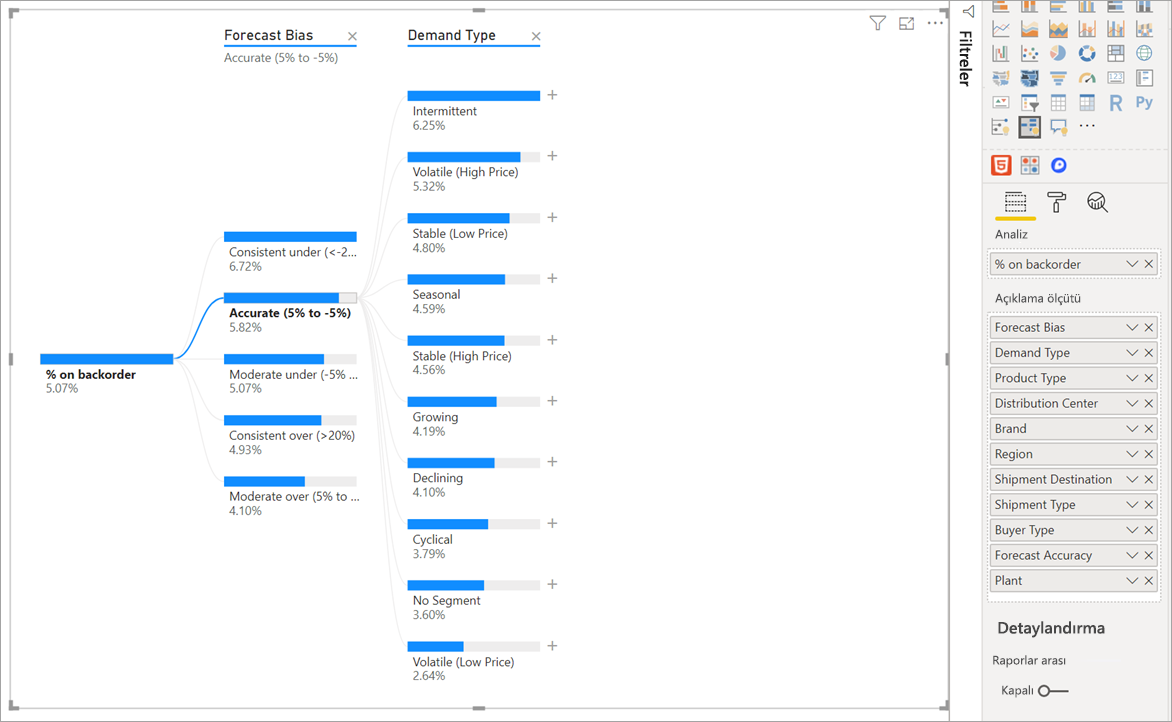 Forecast Bias
Accurate (5% to -5%)
Demand Type
% on backorder
5.07%
Consistent under (<-2...
6.72%
Accurate (5% to -5%)
5.82%
Moderate under (-5% ...
5.07%
Consistent over (>20%)
4.93%
Moderate over (5% to ...
4.10%
Intermittent
6.25%
Volatile (High Price)
5.32%
Stable (Low Price)
4.80%
Seasonal
4.59%
Stable (High Price)
4.56%
Growing
4.19%
Declining
4.10%
Cyclical
3.79%
No Segment
3.60%
Volatile (Low Price)
2.64%
Filtreler
123
R
Py
5
Analiz
% on backorder
Açıklama ölçütü
Forecast Bias
Demand Type
Product Type
Distribution Center
Brand
Region
Shipment Destination
Shipment Type
Buyer Type
Forecast Accuracy
Plant
Detaylandırma
Raporlar arası
Kapalı